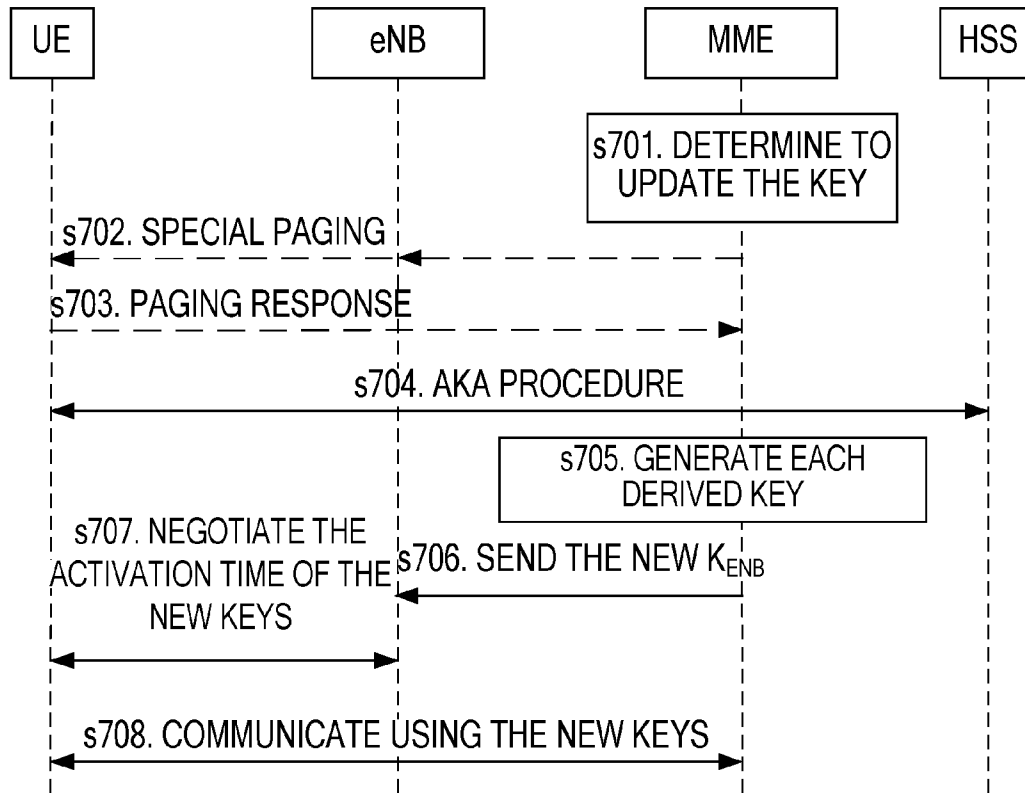 UE
eNB
MME
HSS
s701. DETERMINE TO
UPDATE THE KEY
s702. SPECIAL PAGING
s703. PAGING RESPONSE
s704. AKA PROCEDURE
s705. GENERATE EACH
DERIVED KEY
s706. SEND THE NEW KENB
s707. NEGOTIATE THE
ACTIVATION TIME OF THE
NEW KEYS
s708. COMMUNICATE USING THE NEW KEYS